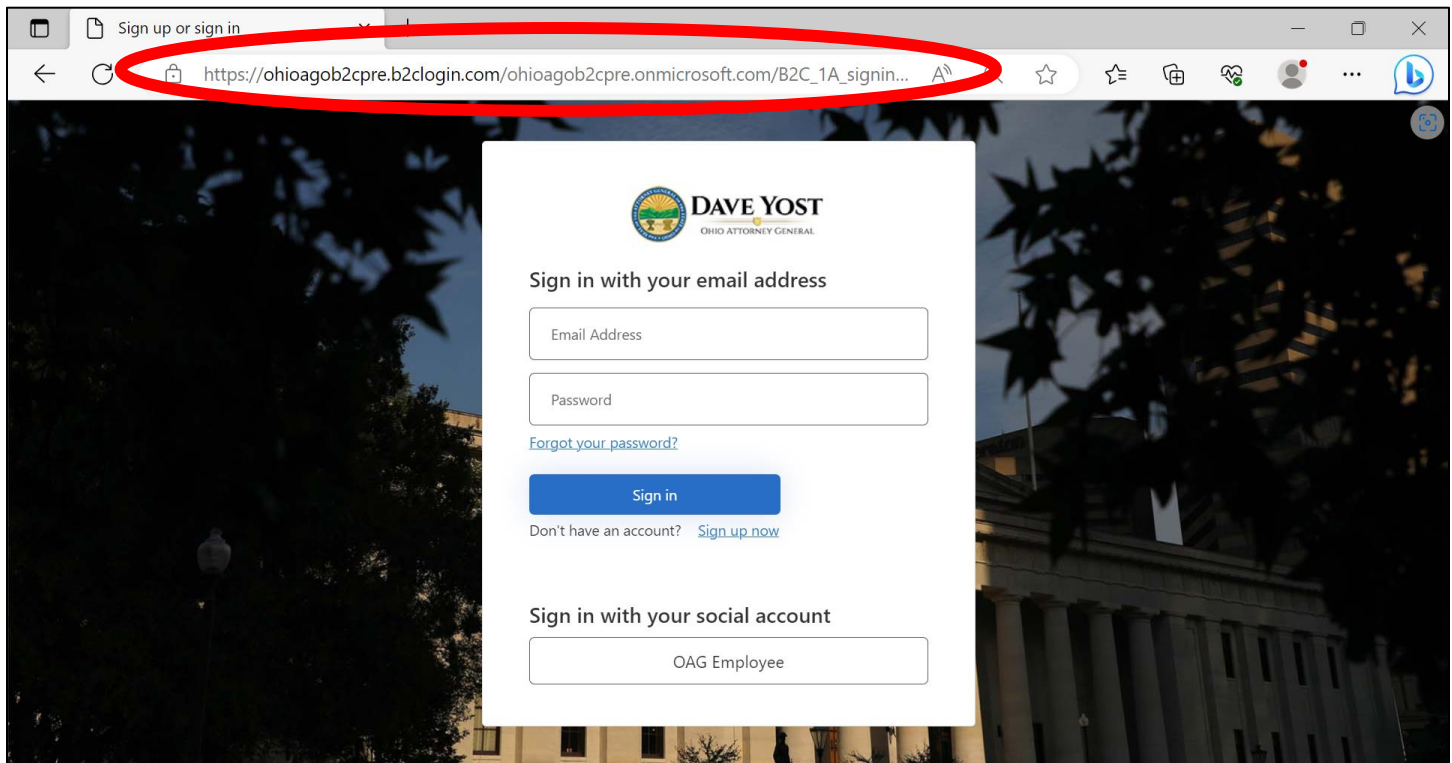 Sign up or sign in
https://ohioagob2cpre.b2clogin.com/ohioagob2cpre.onmicrosoft.com/B2C_1A_signin...
DAVE YOST
OHIO ATTORNEY GENERAL
Sign in with your email address
Email Address
Password
Forgot your password?
Sign in
Don't have an account? Sign up now
Sign in with your social account
OAG Employee